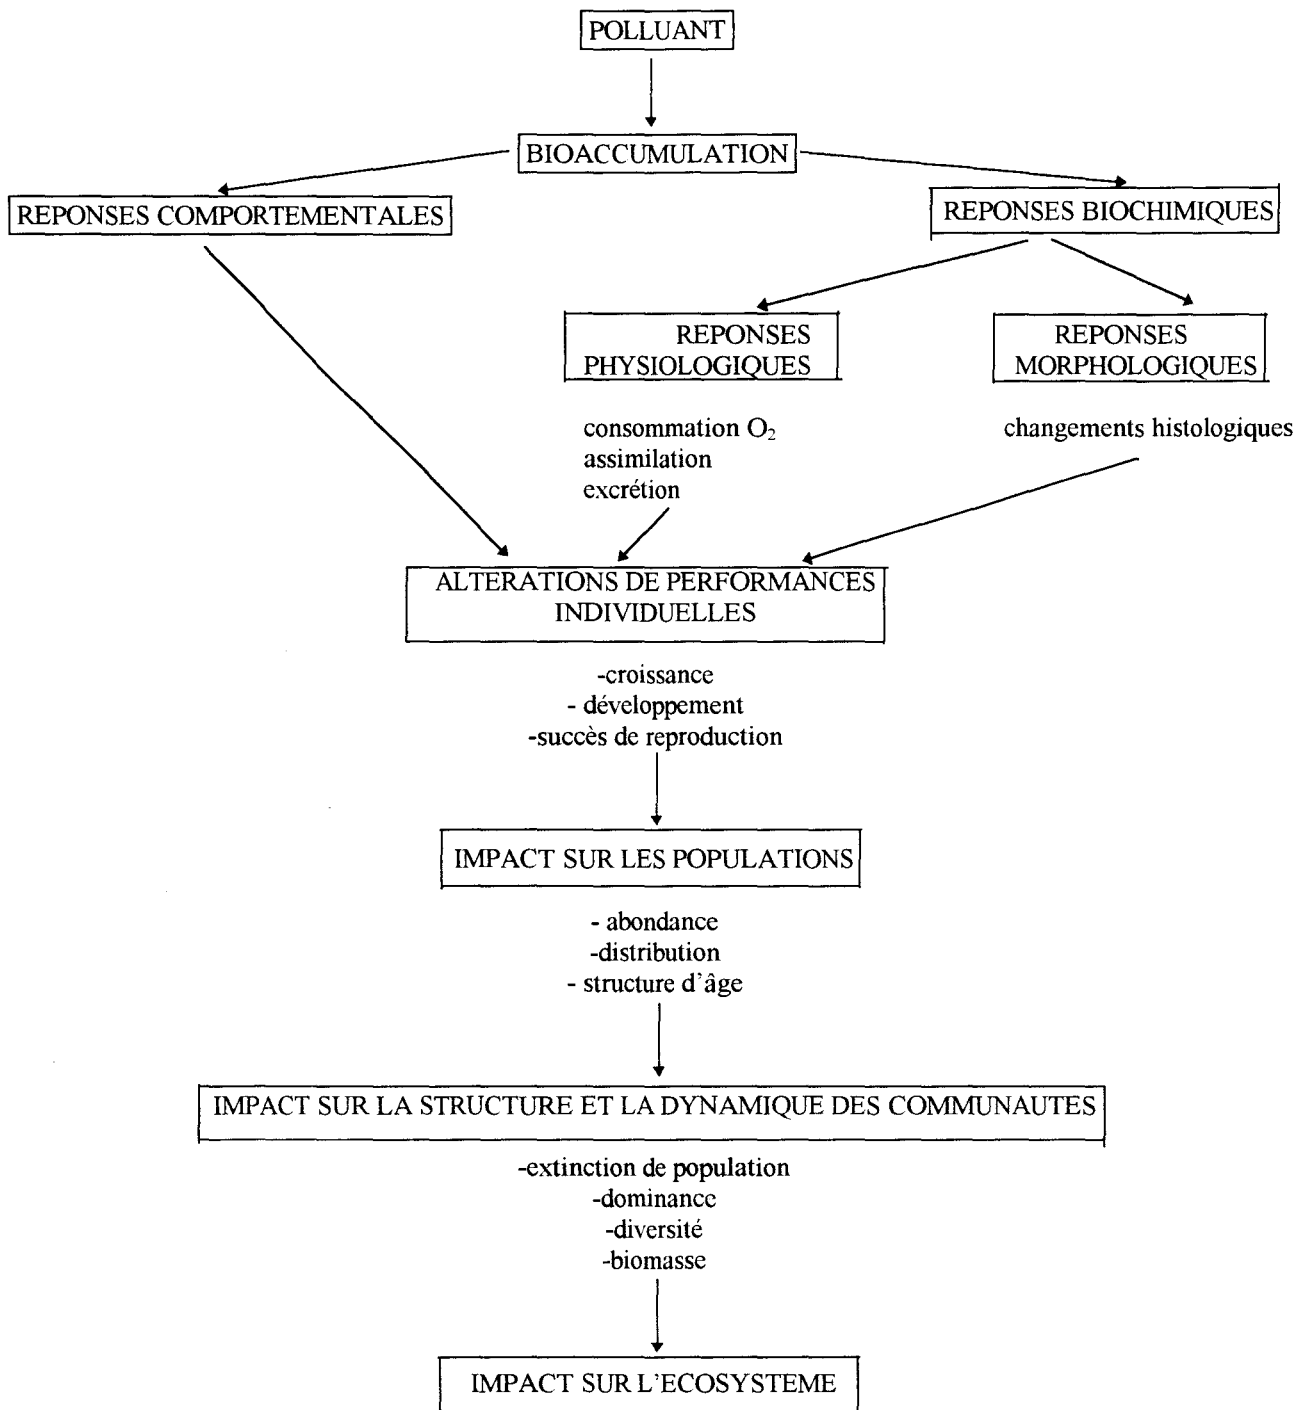 POLLUANT
BIOACCUMULATION
REPONSES COMPORTEMENTALES
REPONSES BIOCHIMIQUES
REPONSES
PHYSIOLOGIQUES
REPONSES
MORPHOLOGIQUES
consommation O₂
assimilation
excrétion
changements histologiques
ALTERATIONS DE PERFORMANCES
INDIVIDUELLES
-croissance
- développement
-succès de reproduction
IMPACT SUR LES POPULATIONS
- abondance
-distribution
- structure d'âge
IMPACT SUR LA STRUCTURE ET LA DYNAMIQUE DES COMMUNAUTES
-extinction de population
-dominance
-diversité
-biomasse
IMPACT SUR L'ECOSYSTEME